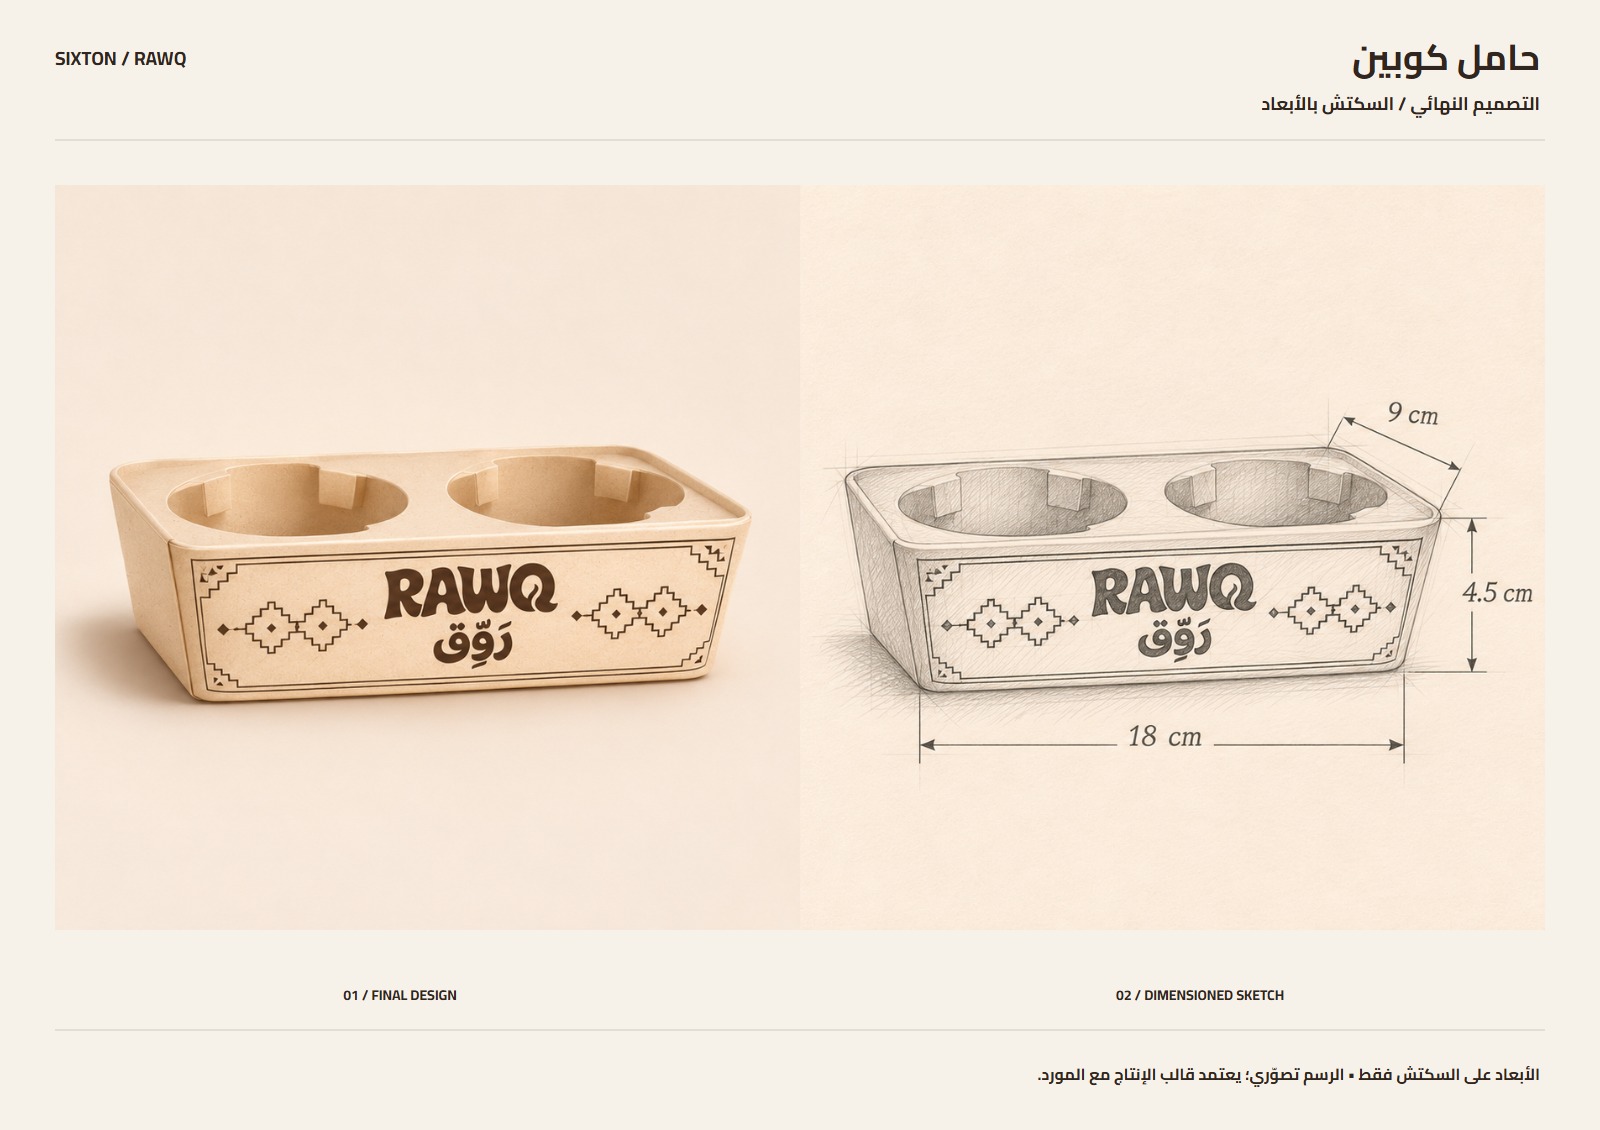 SIXTON / RAWQ
حامل كوبين
التصميم النهائي / السكتش بالأبعاد
RAWQ
رَوِّق
9 cm
4.5 cm
RAWQ
رَوِّق
18 cm
01 / FINAL DESIGN
02 / DIMENSIONED SKETCH
الأبعاد على السكتش فقط • الرسم تصوّري؛ يعتمد قالب الإنتاج مع المورد.